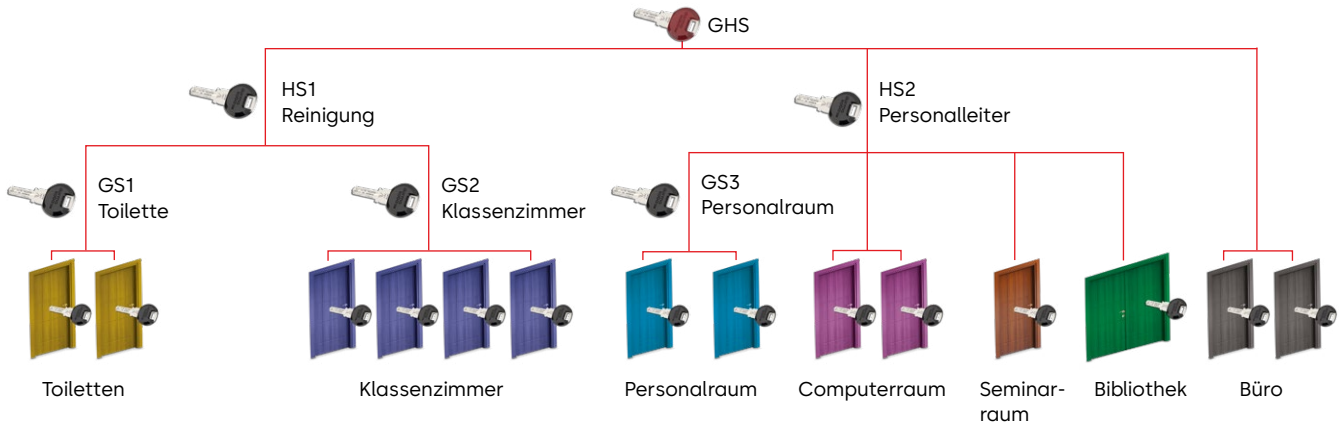 GHS
HS1
Reinigung
HS2
Personalleiter
GS1
Toilette
GS2
Klassenzimmer
GS3
Personalraum
Toiletten
Klassenzimmer
Personalraum
Computerraum
Seminar-
raum
Bibliothek
Büro